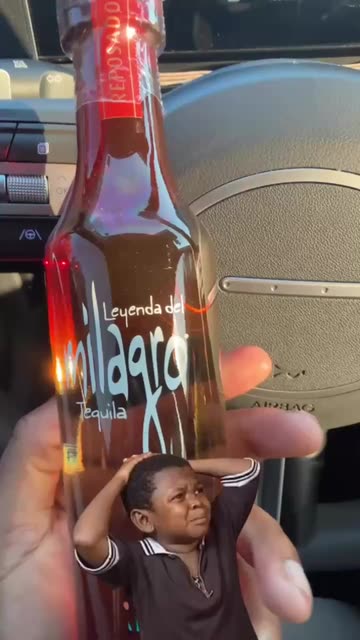 REPOSADO
Leyenda del
milagro
Tequila
AIRBAG